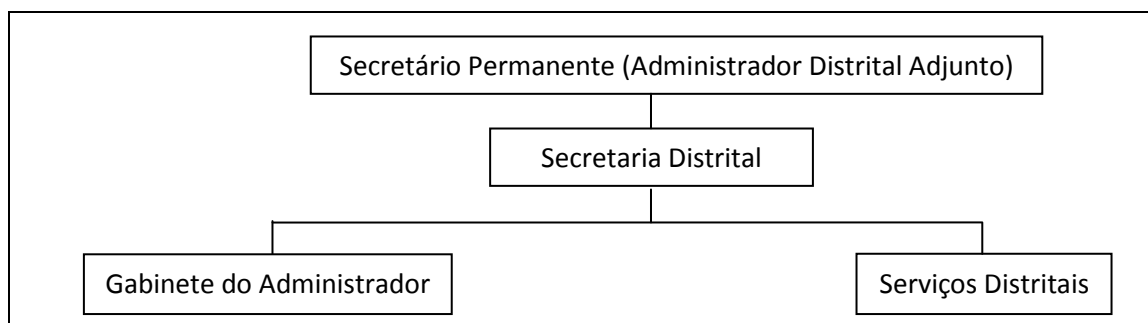 Secretário Permanente (Administrador Distrital Adjunto)
Secretaria Distrital
Gabinete do Administrador
Serviços Distritais